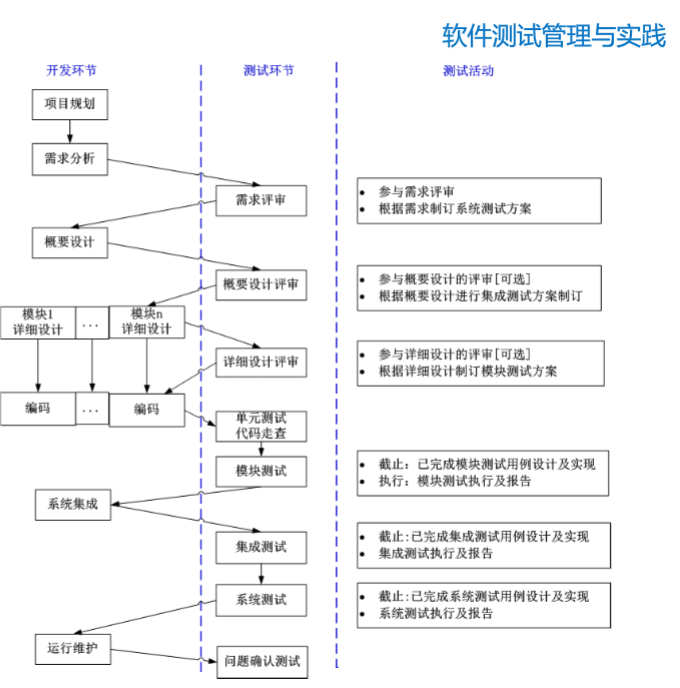 软件测试管理与实践
开发环节
测试环节
测试活动
项目规划
需求分析
需求评审
• 参与需求评审
• 根据需求制订系统测试方案
概要设计
概要设计评审
• 参与概要设计的评审[可选]
• 根据概要设计进行集成测试方案制订
模块1
详细设计
...
模块n
详细设计
详细设计评审
• 参与详细设计的评审[可选]
• 根据详细设计制订模块测试方案
编码
...
编码
单元测试
代码走查
模块测试
• 截止：已完成模块测试用例设计及实现
• 执行：模块测试执行及报告
系统集成
集成测试
• 截止:已完成集成测试用例设计及实现
• 集成测试执行及报告
系统测试
• 截止:已完成系统测试用例设计及实现
• 系统测试执行及报告
运行维护
问题确认测试